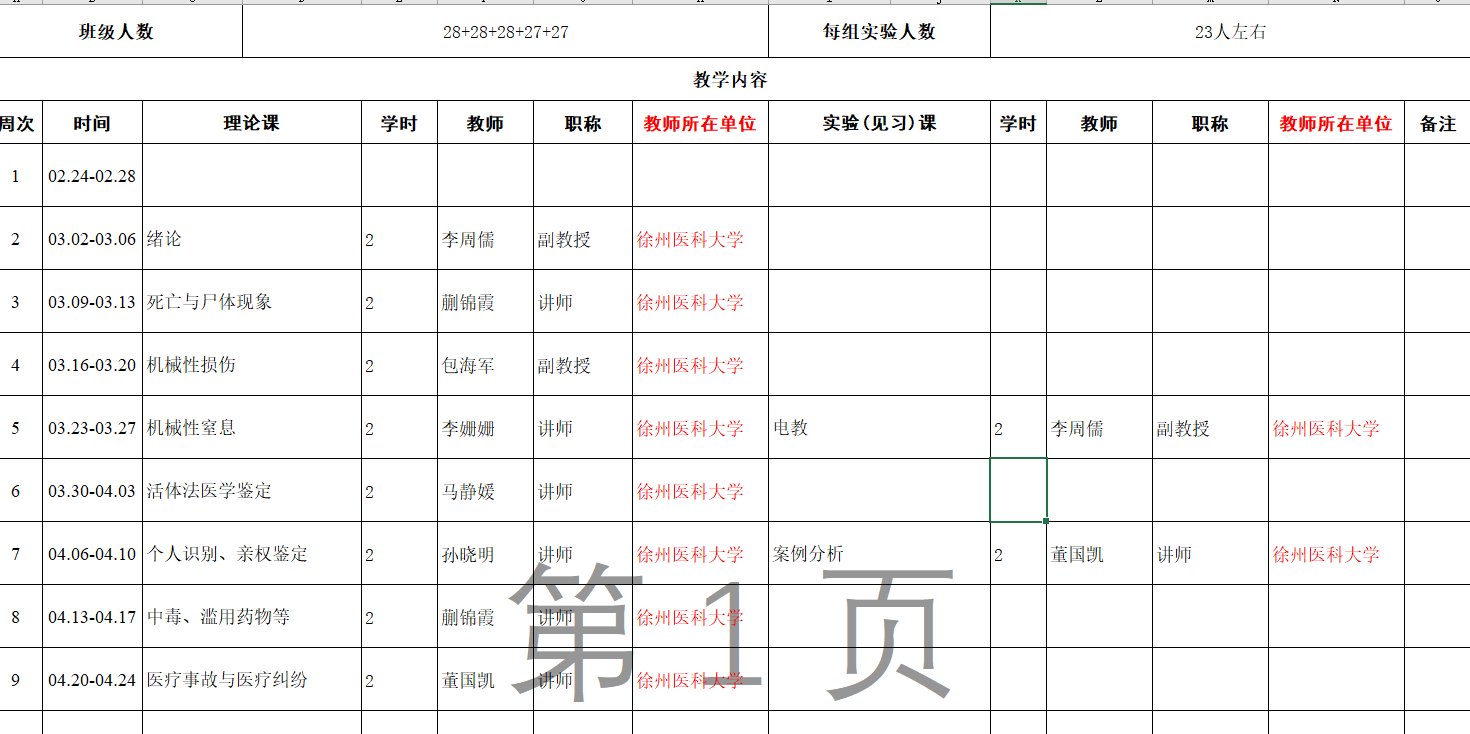 班级人数 28+28+28+27+27 每组实验人数 23人左右
教学内容
周次 时间 理论课 学时 教师 职称 教师所在单位 实验(见习)课 学时 教师 职称 教师所在单位 备注
1 02.24-02.28
2 03.02-03.06 绪论 2 李周儒 副教授 徐州医科大学
3 03.09-03.13 死亡与尸体现象 2 蒯锦霞 讲师 徐州医科大学
4 03.16-03.20 机械性损伤 2 包海军 副教授 徐州医科大学
5 03.23-03.27 机械性窒息 2 李姗姗 讲师 徐州医科大学 电教 2 李周儒 副教授 徐州医科大学
6 03.30-04.03 活体法医学鉴定 2 马静媛 讲师 徐州医科大学
7 04.06-04.10 个人识别、亲权鉴定 2 孙晓明 讲师 徐州医科大学 案例分析 2 董国凯 讲师 徐州医科大学
8 04.13-04.17 中毒、滥用药物等 2 蒯锦霞 讲师 徐州医科大学
9 04.20-04.24 医疗事故与医疗纠纷 2 董国凯 讲师 徐州医科大学
第 1 页